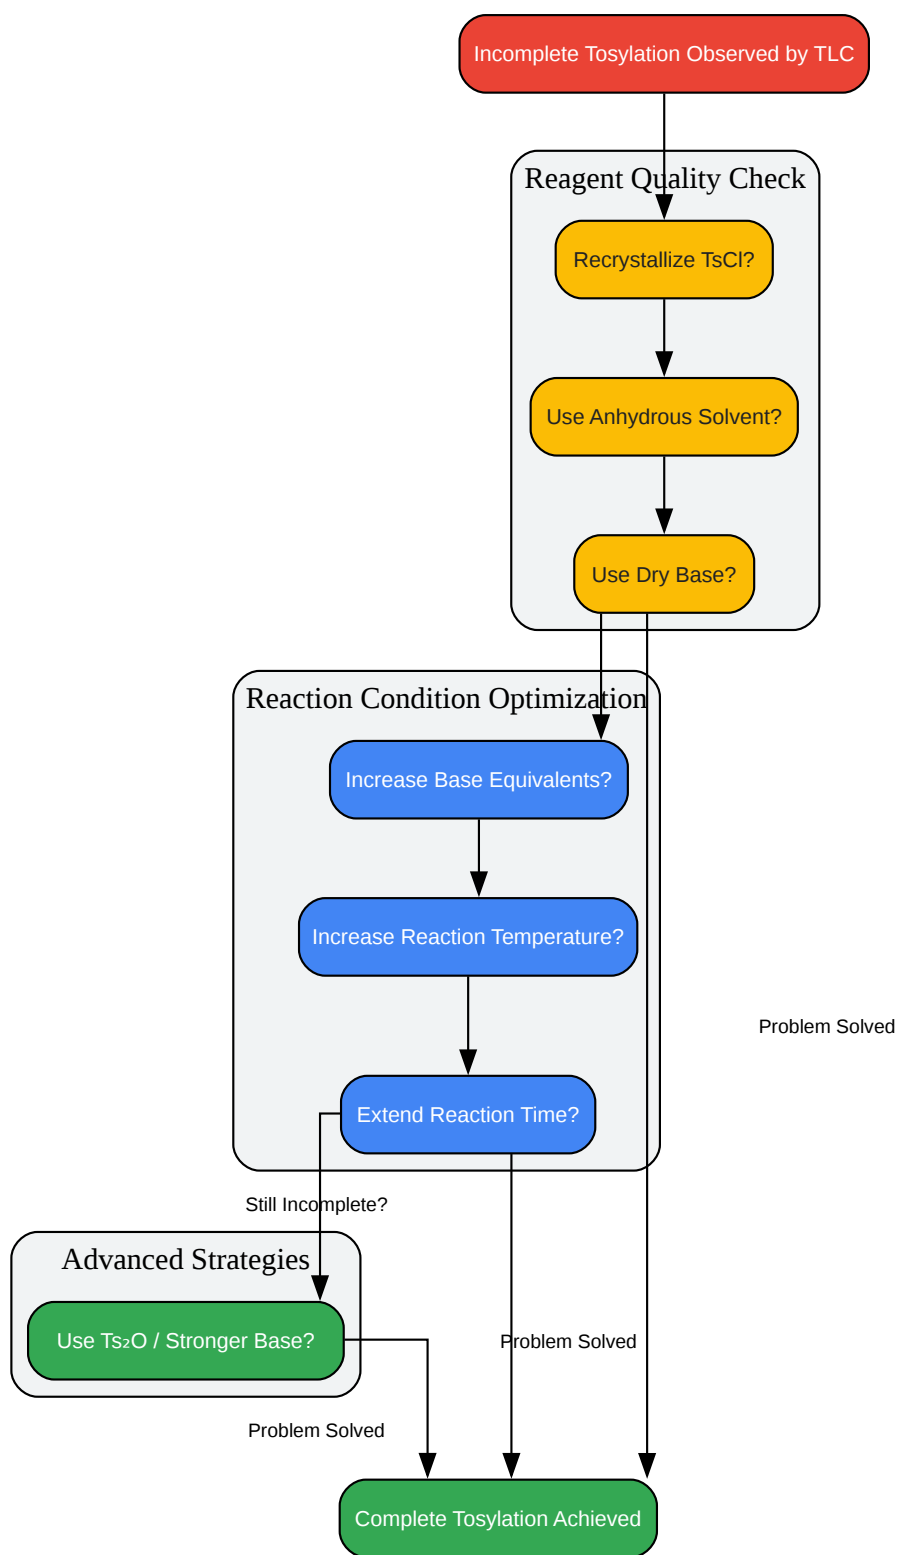 Incomplete Tosylation Observed by TLC
Reagent Quality Check
Recrystallize TsCl?
Use Anhydrous Solvent?
Use Dry Base?
Reaction Condition Optimization
Increase Base Equivalents?
Increase Reaction Temperature?
Problem Solved
Extend Reaction Time?
Still Incomplete?
Advanced Strategies
Use Ts₂O / Stronger Base?
Problem Solved
Problem Solved
Complete Tosylation Achieved